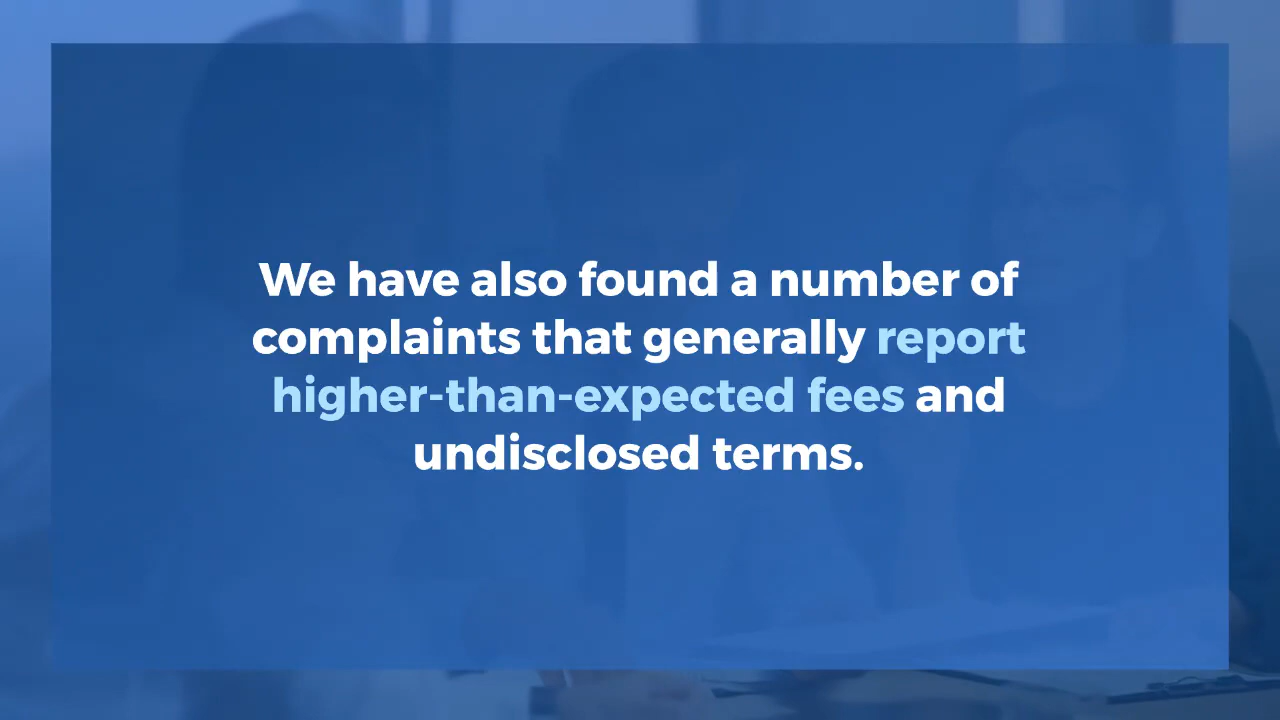 We have also found a number of
complaints that generally report
higher-than-expected fees and
undisclosed terms.